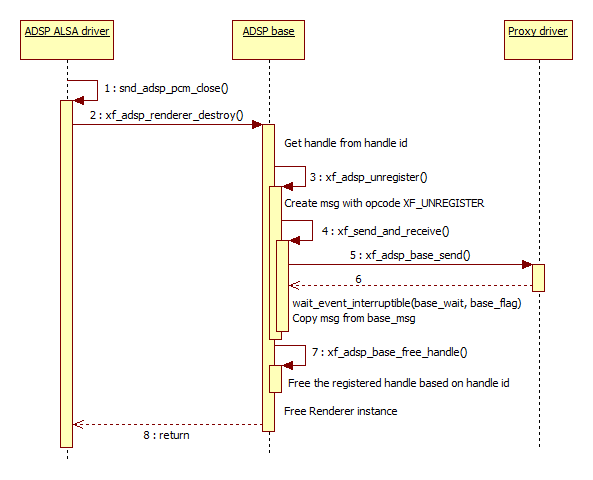 ADSP ALSA driver
ADSP base
Proxy driver
1 : snd_adsp_pcm_close()
2 : xf_adsp_renderer_destroy()
Get handle from handle id
3 : xf_adsp_unregister()
Create msg with opcode XF_UNREGISTER
4 : xf_send_and_receive()
5 : xf_adsp_base_send()
6
wait_event_interruptible(base_wait, base_flag)
Copy msg from base_msg
7 : xf_adsp_base_free_handle()
Free the registered handle based on handle id
Free Renderer instance
8 : return